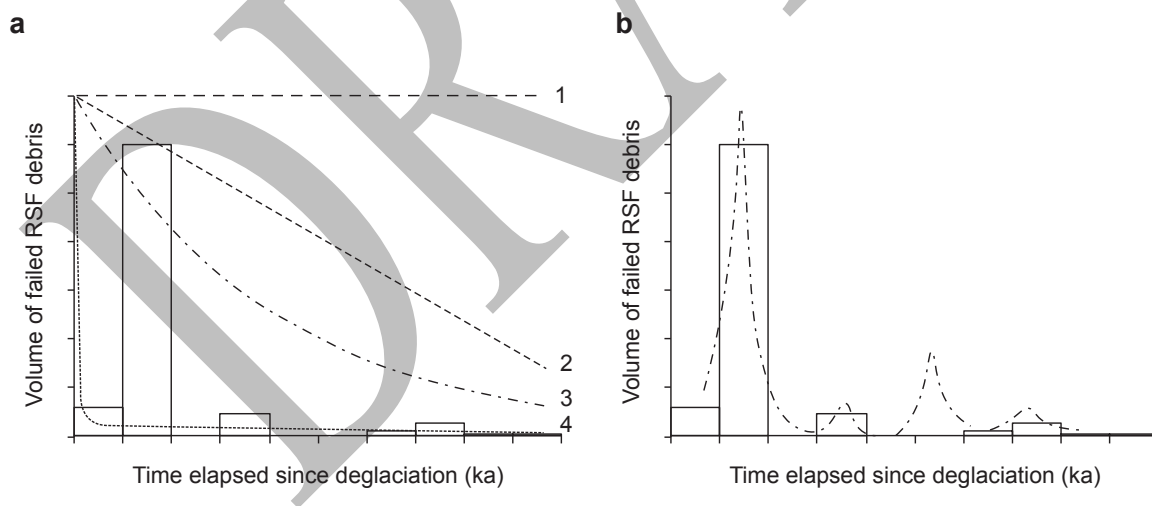 a
b
Volume of failed RSF debris
1
2
3
4
Time elapsed since deglaciation (ka)
Volume of failed RSF debris
Time elapsed since deglaciation (ka)